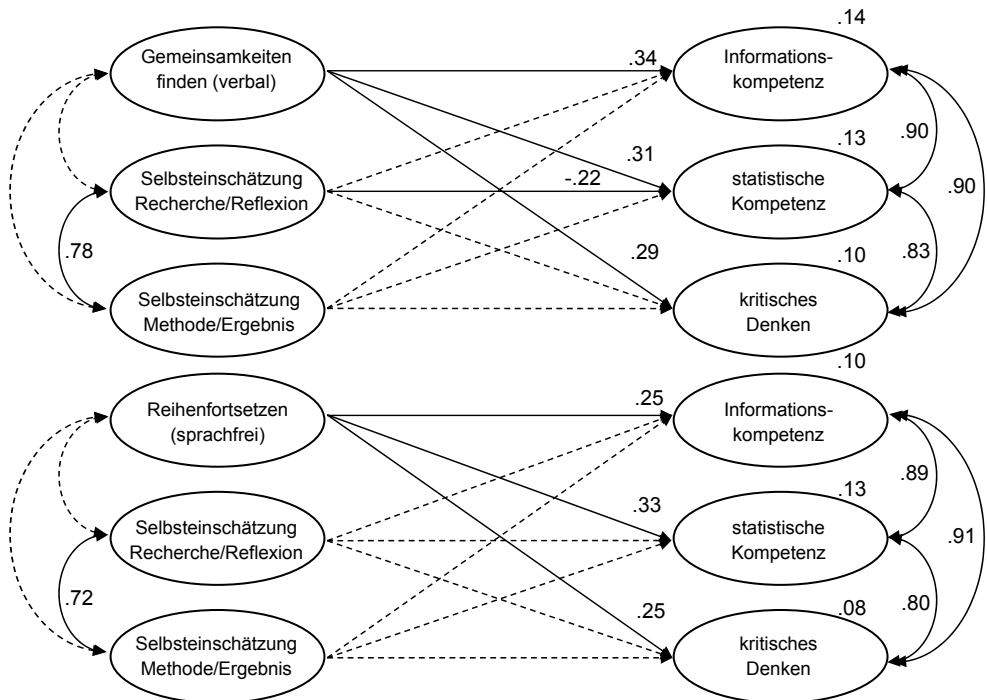 .14
Gemeinsamkeiten
finden (verbal)
.34
Informations-
kompetenz
.90
.13
.31
Selbsteinschätzung
Recherche/Reflexion
-.22
statistische
Kompetenz
.90
.78
.29
.83
.10
Selbsteinschätzung
Methode/Ergebnis
kritisches
Denken
.10
Reihenfortsetzen
(sprachfrei)
.25
Informations-
kompetenz
.89
.13
.33
Selbsteinschätzung
Recherche/Reflexion
statistische
Kompetenz
.91
.72
.25
.80
.08
Selbsteinschätzung
Methode/Ergebnis
kritisches
Denken